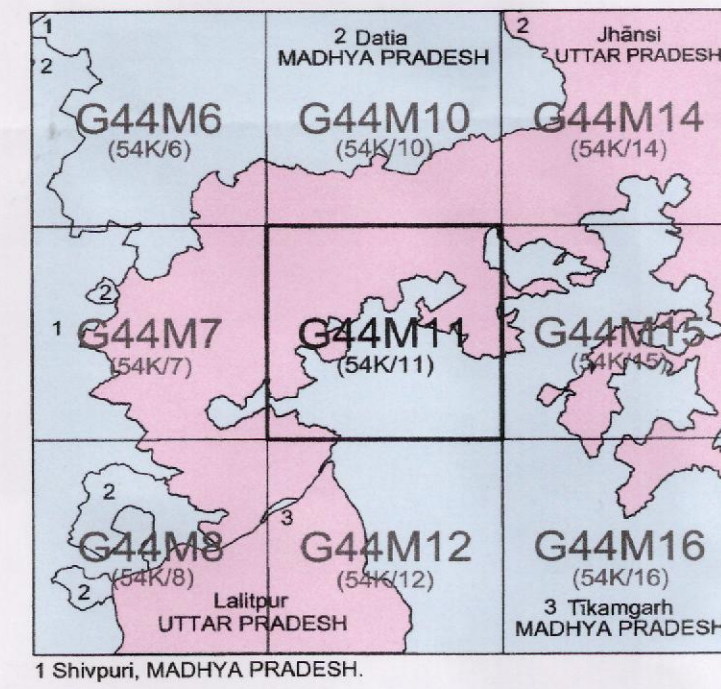 1
2
2 Datia
MADHYA PRADESH
2
Jhānsi
UTTAR PRADESH
G44M6
(54K/6)
G44M10
(54K/10)
G44M14
(54K/14)
2
1
G44M7
(54K/7)
G44M11
(54K/11)
G44M15
(54K/15)
2
3
G44M8
(54K/8)
2
G44M12
(54K/12)
G44M16
(54K/16)
Lalitpur
UTTAR PRADESH
3 Tīkamgarh
MADHYA PRADESH
1 Shivpuri, MADHYA PRADESH.